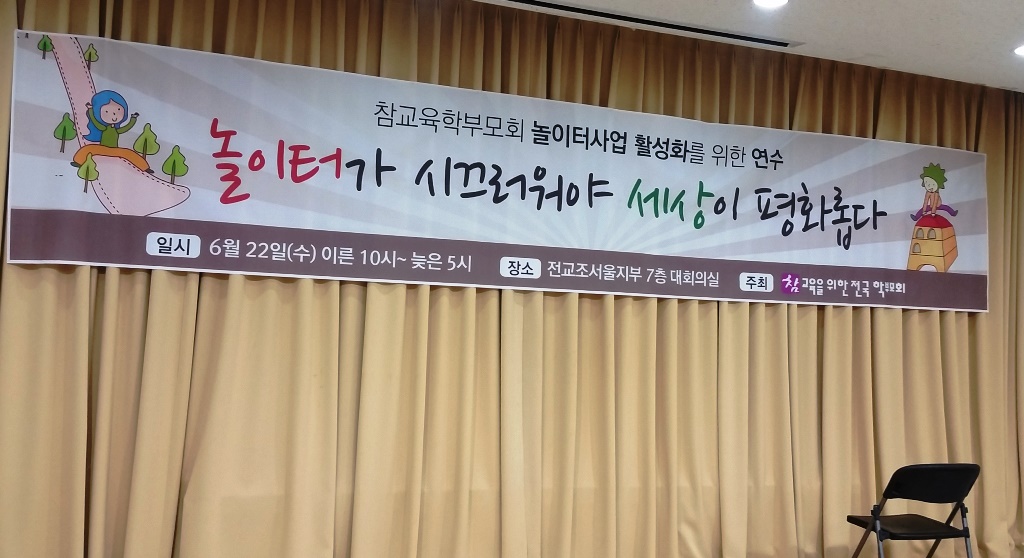 참교육학부모회 놀이터사업 활성화를 위한 연수
놀이터가 시끄러워야 세상이 평화롭다
일시 6월 22일(수) 이른 10시~ 늦은 5시 장소 전교조서울지부 7층 대회의실 주최 참교육을 위한 전국 학부모회